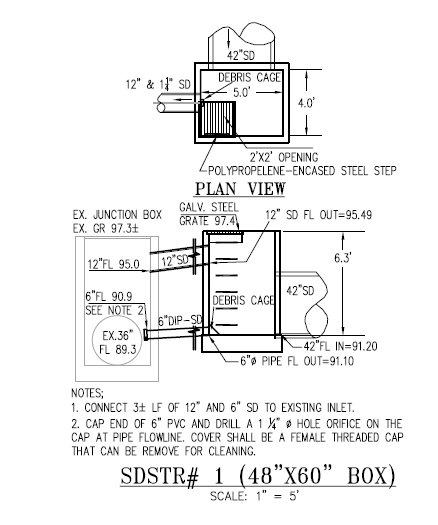 42"SD
DEBRIS CAGE
12" & 1¼" SD
5.0'
4.0'
2'X2' OPENING
POLYPROPELENE-ENCASED STEEL STEP
PLAN VIEW
EX. JUNCTION BOX
EX. GR 97.3±
GALV. STEEL
GRATE 97.4
12" SD FL OUT=95.49
12"FL 95.0
12"SD
6.3'
6"FL 90.9
SEE NOTE 2
42"SD
DEBRIS CAGE
6"DIP-SD
EX.36"
FL 89.3
42"FL IN=91.20
6"ø PIPE FL OUT=91.10
NOTES;
1. CONNECT 3± LF OF 12" AND 6" SD TO EXISTING INLET.
2. CAP END OF 6" PVC AND DRILL A 1 ¼" ø HOLE ORIFICE ON THE
CAP AT PIPE FLOWLINE. COVER SHALL BE A FEMALE THREADED CAP
THAT CAN BE REMOVE FOR CLEANING.
SDSTR# 1 (48"X60" BOX)
SCALE: 1" = 5'